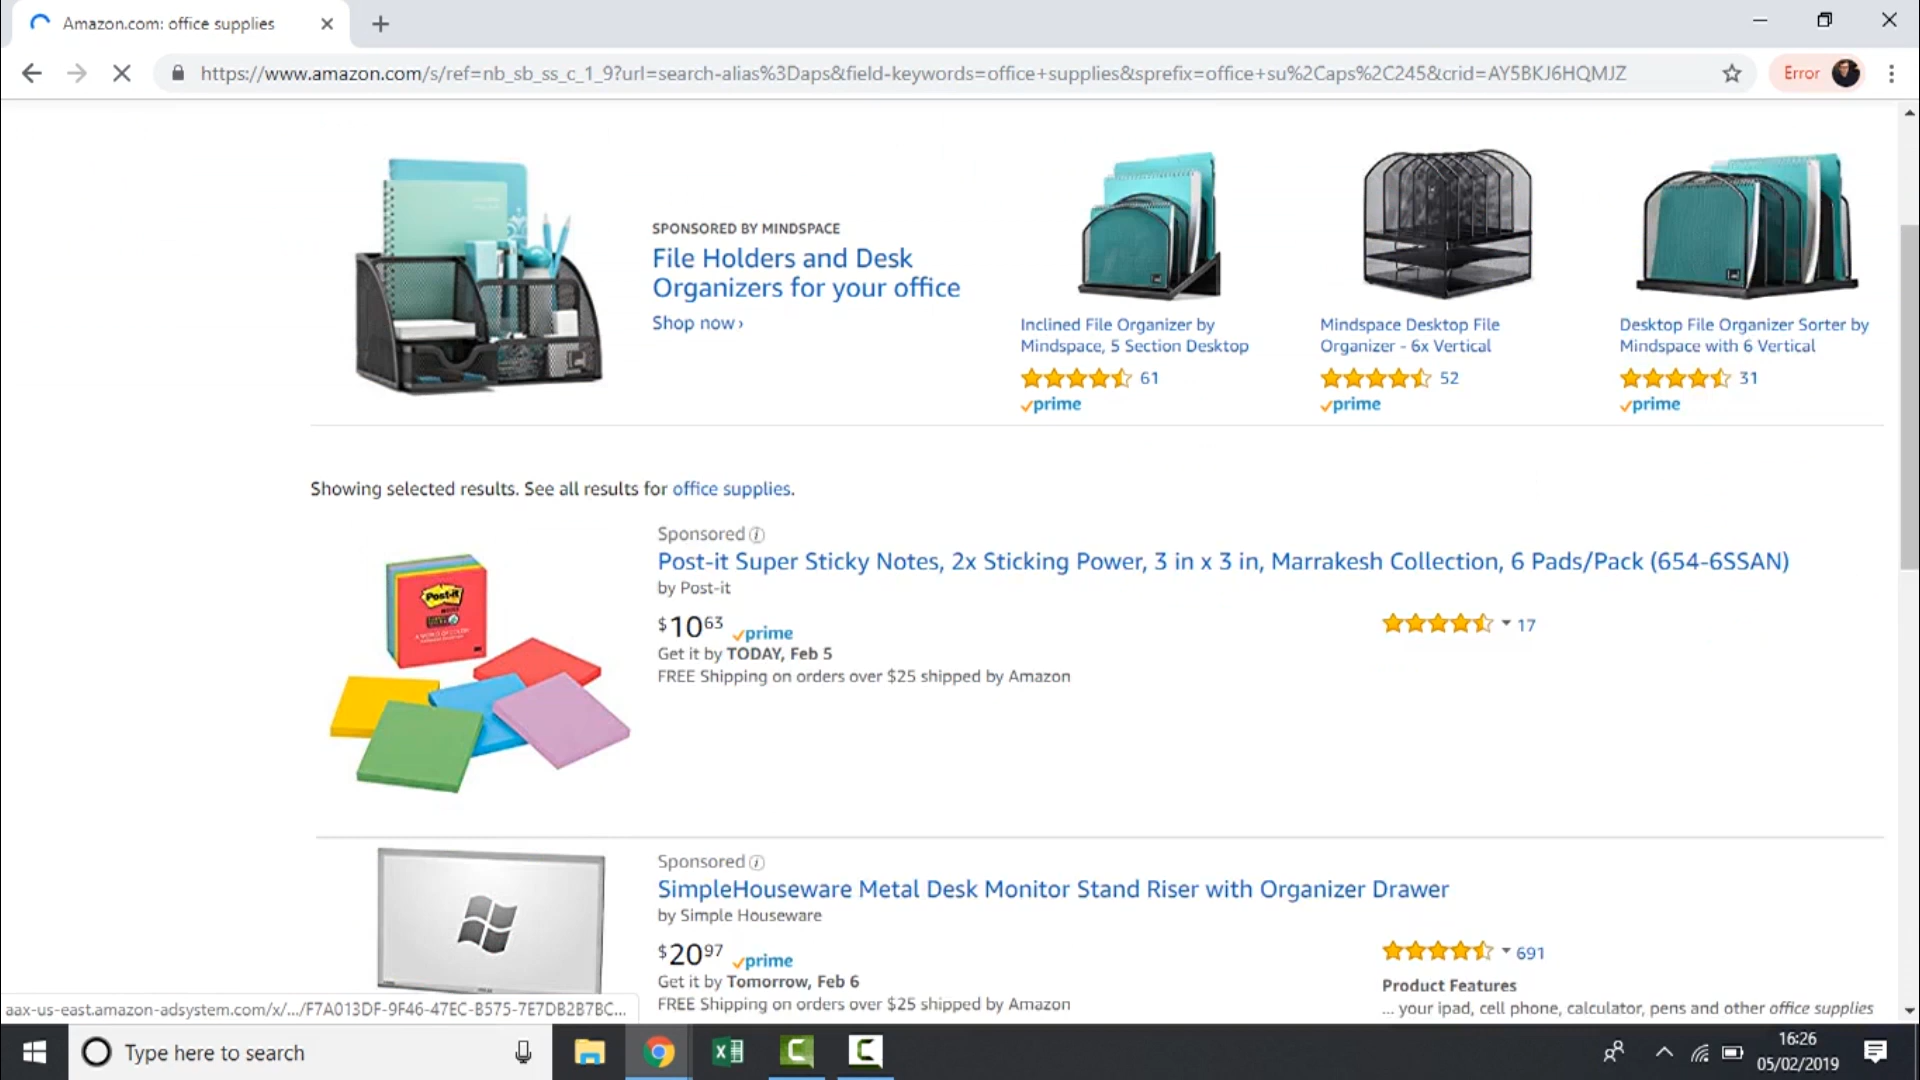 Amazon.com: office supplies
https://www.amazon.com/s/ref=nb_sb_ss_c_1_9?url=search-alias%3Daps&field-keywords=office+supplies&sprefix=office+su%2Caps%2C245&crid=AY5BKJ6HQMJZ
Error
SPONSORED BY MINDSPACE
File Holders and Desk
Organizers for your office
Shop now ›
Inclined File Organizer by
Mindspace, 5 Section Desktop
61
prime
Mindspace Desktop File
Organizer - 6x Vertical
52
prime
Desktop File Organizer Sorter by
Mindspace with 6 Vertical
31
prime
Showing selected results. See all results for office supplies.
Post-it
Sponsored
Post-it Super Sticky Notes, 2x Sticking Power, 3 in x 3 in, Marrakesh Collection, 6 Pads/Pack (654-6SSAN)
by Post-it
$10 63 prime
Get it by TODAY, Feb 5
FREE Shipping on orders over $25 shipped by Amazon
17
Sponsored
SimpleHouseware Metal Desk Monitor Stand Riser with Organizer Drawer
by Simple Houseware
$20 97 prime
Get it by Tomorrow, Feb 6
FREE Shipping on orders over $25 shipped by Amazon
691
Product Features
... your ipad, cell phone, calculator, pens and other office supplies
aax-us-east.amazon-adsystem.com/x/.../F7A013DF-9F46-47EC-B575-7E7DB2B7BC...
Type here to search
16:26
05/02/2019